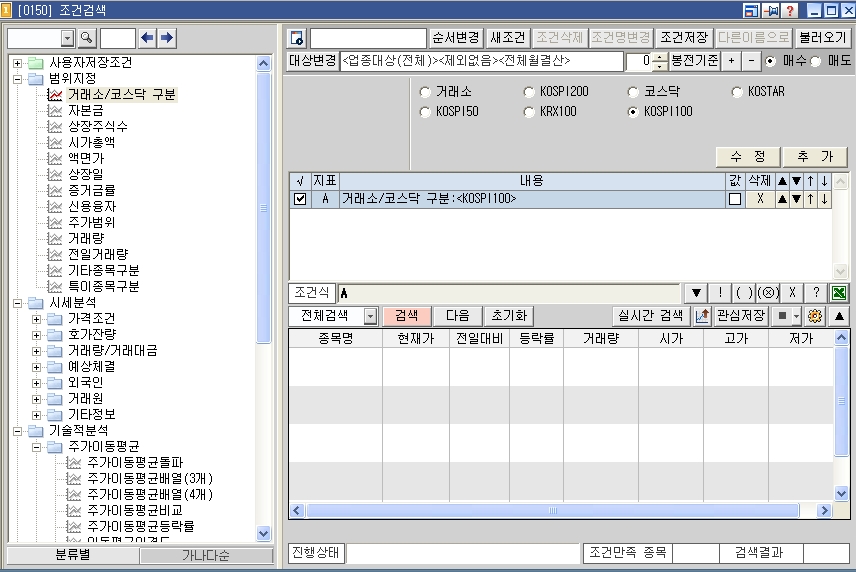 [0150] 조건검색
순서변경 새조건 조건삭제 조건명변경 조건저장 다른이름으로 불러오기
대상변경 <업종대상(전체)><제외없음><전체월결산> 0 봉전기준 + - 매수 매도
사용자저장조건
범위지정
거래소/코스닥 구분
자본금
상장주식수
시가총액
액면가
상장일
증거금률
신용융자
주가범위
거래량
전일거래량
기타종목구분
특이종목구분
시세분석
가격조건
호가잔량
거래량/거래대금
예상체결
외국인
거래원
기타정보
기술적분석
주가이동평균
주가이동평균돌파
주가이동평균배열(3개)
주가이동평균배열(4개)
주가이동평균비교
주가이동평균등락률
분류별 가나다순
거래소 KOSPI200 코스닥 KOSTAR
KOSPI50 KRX100 KOSPI100
수 정 추 가
√ 지표 내용 값 삭제 ▲ ▼ ↑ ↓
A 거래소/코스닥 구분:<KOSPI100> X ▲ ▼ ↑ ↓
조건식 A ▼ ! ( ) (ⓧ) X ?
전체검색 검색 다음 초기화 실시간 검색 관심저장 ■ ▲
종목명 현재가 전일대비 등락률 거래량 시가 고가 저가
진행상태 조건만족 종목 검색결과